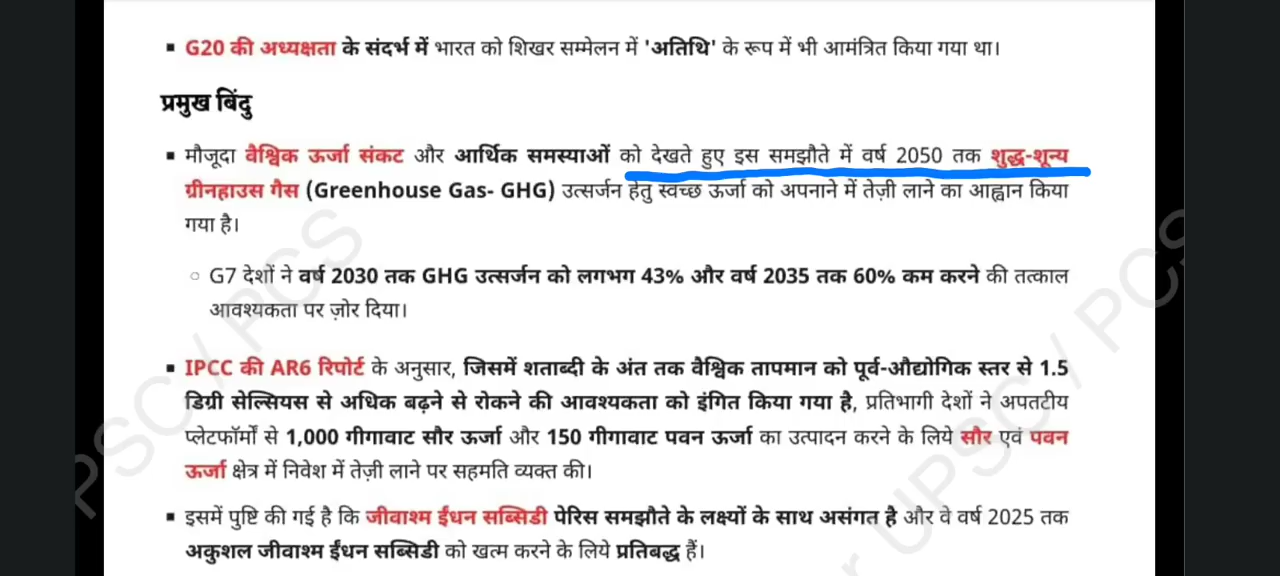 ▪ G20 की अध्यक्षता के संदर्भ में भारत को शिखर सम्मेलन में 'अतिथि' के रूप में भी आमंत्रित किया गया था।
प्रमुख बिंदु
▪ मौजूदा वैश्विक ऊर्जा संकट और आर्थिक समस्याओं को देखते हुए इस समझौते में वर्ष 2050 तक शुद्ध-शून्य
ग्रीनहाउस गैस (Greenhouse Gas- GHG) उत्सर्जन हेतु स्वच्छ ऊर्जा को अपनाने में तेज़ी लाने का आह्वान किया
गया है।
○ G7 देशों ने वर्ष 2030 तक GHG उत्सर्जन को लगभग 43% और वर्ष 2035 तक 60% कम करने की तत्काल
आवश्यकता पर ज़ोर दिया।
▪ IPCC की AR6 रिपोर्ट के अनुसार, जिसमें शताब्दी के अंत तक वैश्विक तापमान को पूर्व-औद्योगिक स्तर से 1.5
डिग्री सेल्सियस से अधिक बढ़ने से रोकने की आवश्यकता को इंगित किया गया है, प्रतिभागी देशों ने अपतटीय
प्लेटफॉर्मों से 1,000 गीगावाट सौर ऊर्जा और 150 गीगावाट पवन ऊर्जा का उत्पादन करने के लिये सौर एवं पवन
ऊर्जा क्षेत्र में निवेश में तेज़ी लाने पर सहमति व्यक्त की।
▪ इसमें पुष्टि की गई है कि जीवाश्म ईंधन सब्सिडी पेरिस समझौते के लक्ष्यों के साथ असंगत है और वे वर्ष 2025 तक
अकुशल जीवाश्म ईंधन सब्सिडी को खत्म करने के लिये प्रतिबद्ध हैं।
PSC / PCS
r UPSC / PCS